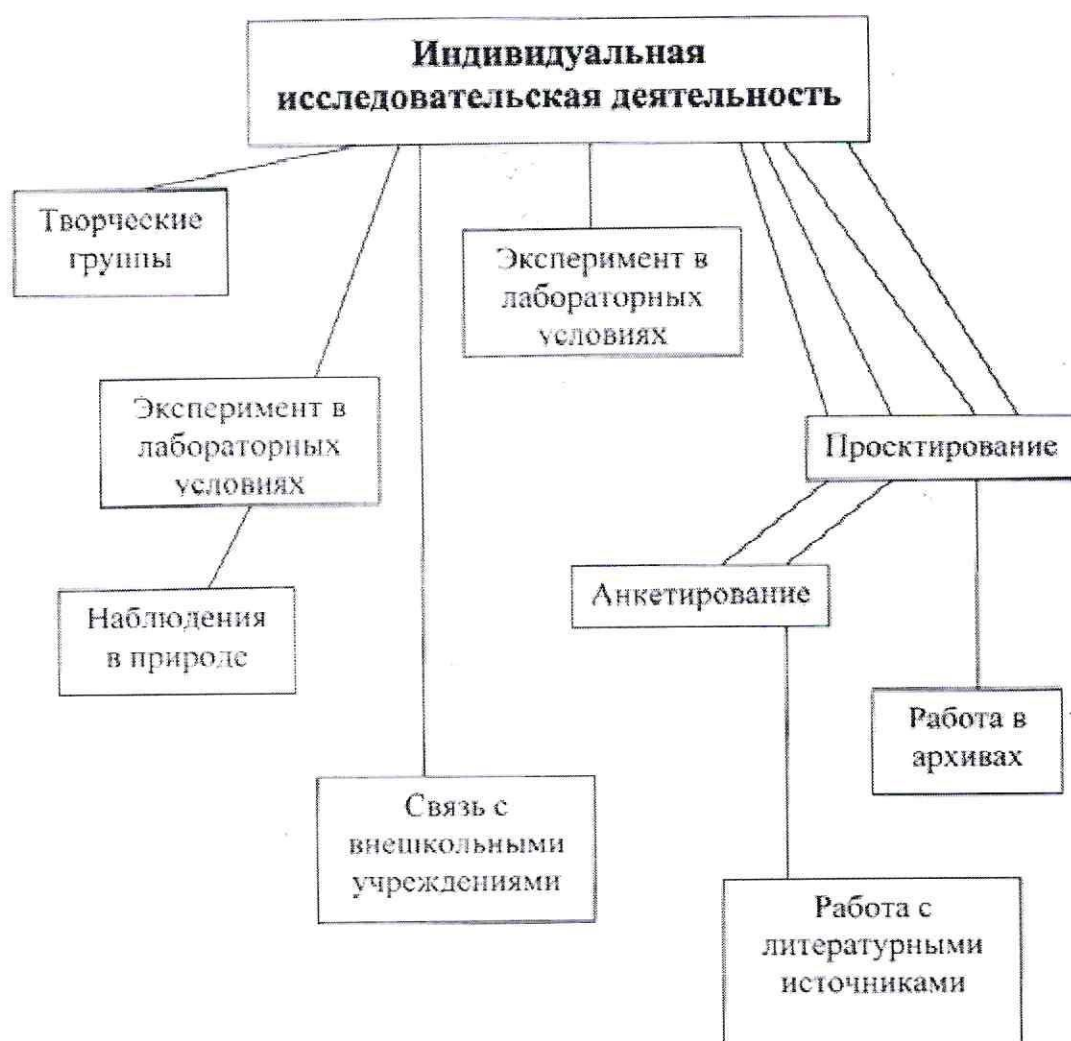 Индивидуальная
исследовательская деятельность
Творческие
группы
Эксперимент в
лабораторных
условиях
Эксперимент в
лабораторных
условиях
Проектирование
Анкетирование
Наблюдения
в природе
Работа в
архивах
Связь с
внешкольными
учреждениями
Работа с
литературными
источниками